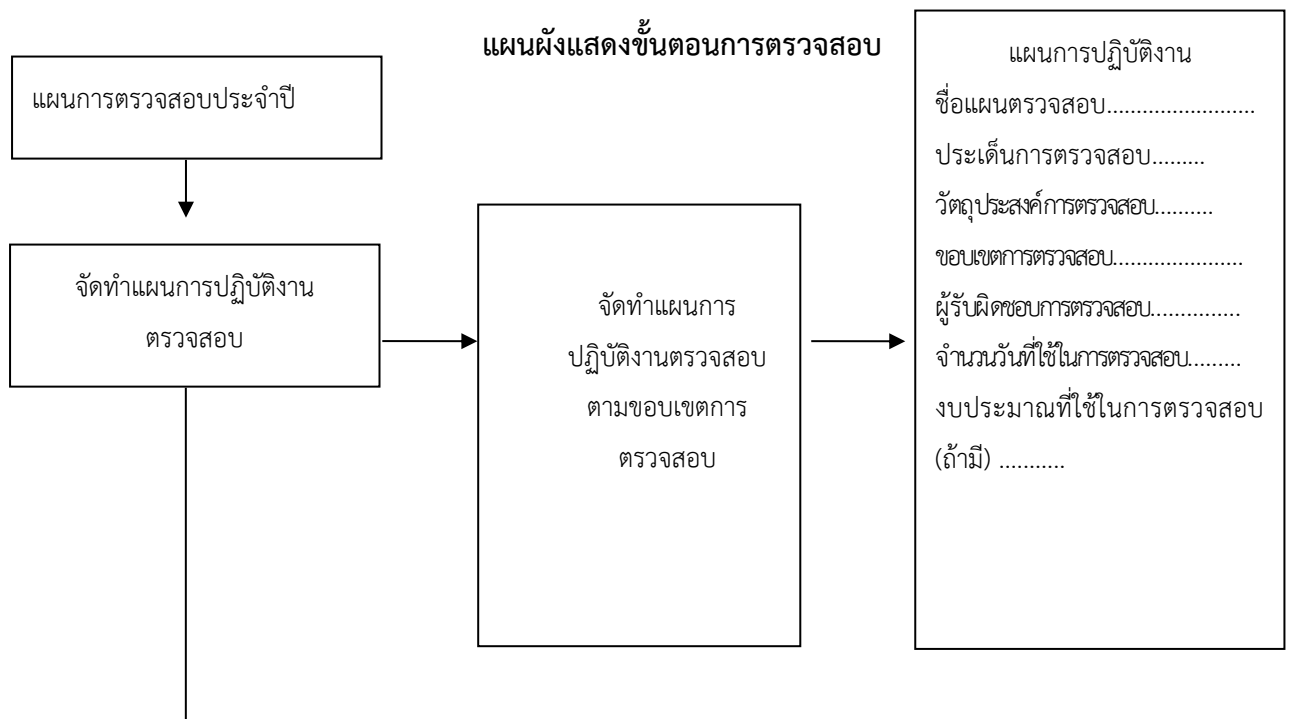 แผนผังแสดงขั้นตอนการตรวจสอบ
แผนการตรวจสอบประจำปี
จัดทำแผนการปฏิบัติงาน
ตรวจสอบ
จัดทำแผนการ
ปฏิบัติงานตรวจสอบ
ตามขอบเขตการ
ตรวจสอบ
แผนการปฏิบัติงาน
ชื่อแผนตรวจสอบ.........................
ประเด็นการตรวจสอบ.........
วัตถุประสงค์การตรวจสอบ..........
ขอบเขตการตรวจสอบ......................
ผู้รับผิดชอบการตรวจสอบ...............
จำนวนวันที่ใช้ในการตรวจสอบ.........
งบประมาณที่ใช้ในการตรวจสอบ
(ถ้ามี) ...........